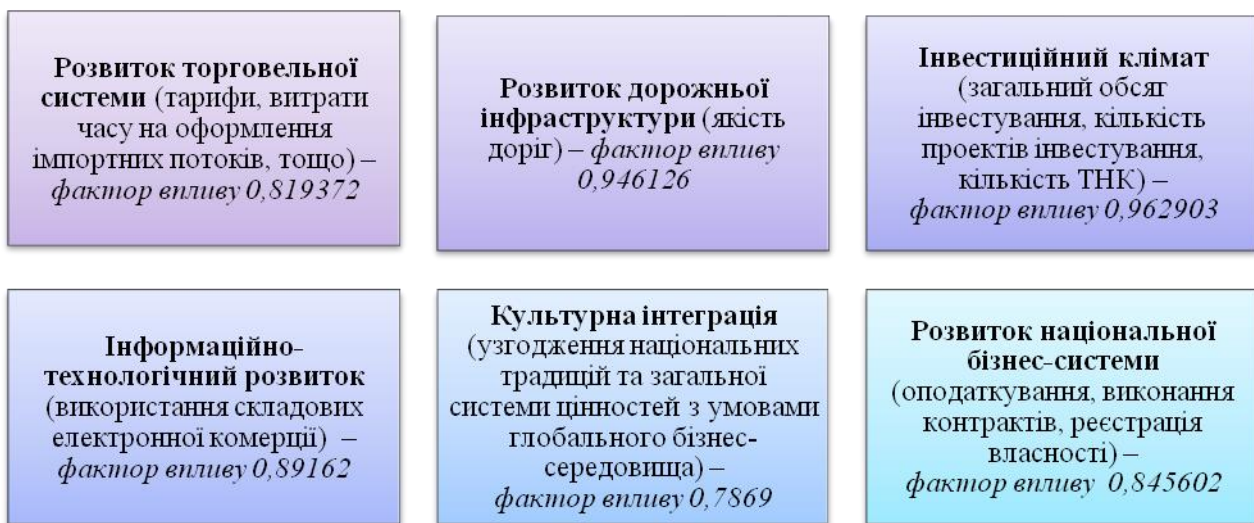 Розвиток торговельної
системи (тарифи, витрати
часу на оформлення
імпортних потоків, тощо) –
фактор впливу 0,819372
Розвиток дорожньої
інфраструктури (якість
доріг) – фактор впливу
0,946126
Інвестиційний клімат
(загальний обсяг
інвестування, кількість
проектів інвестування,
кількість ТНК) –
фактор впливу 0,962903
Інформаційно-
технологічний розвиток
(використання складових
електронної комерції) –
фактор впливу 0,89162
Культурна інтеграція
(узгодження національних
традицій та загальної
системи цінностей з умовами
глобального бізнес-
середовища) –
фактор впливу 0,7869
Розвиток національної
бізнес-системи
(оподаткування, виконання
контрактів, реєстрація
власності) –
фактор впливу 0,845602